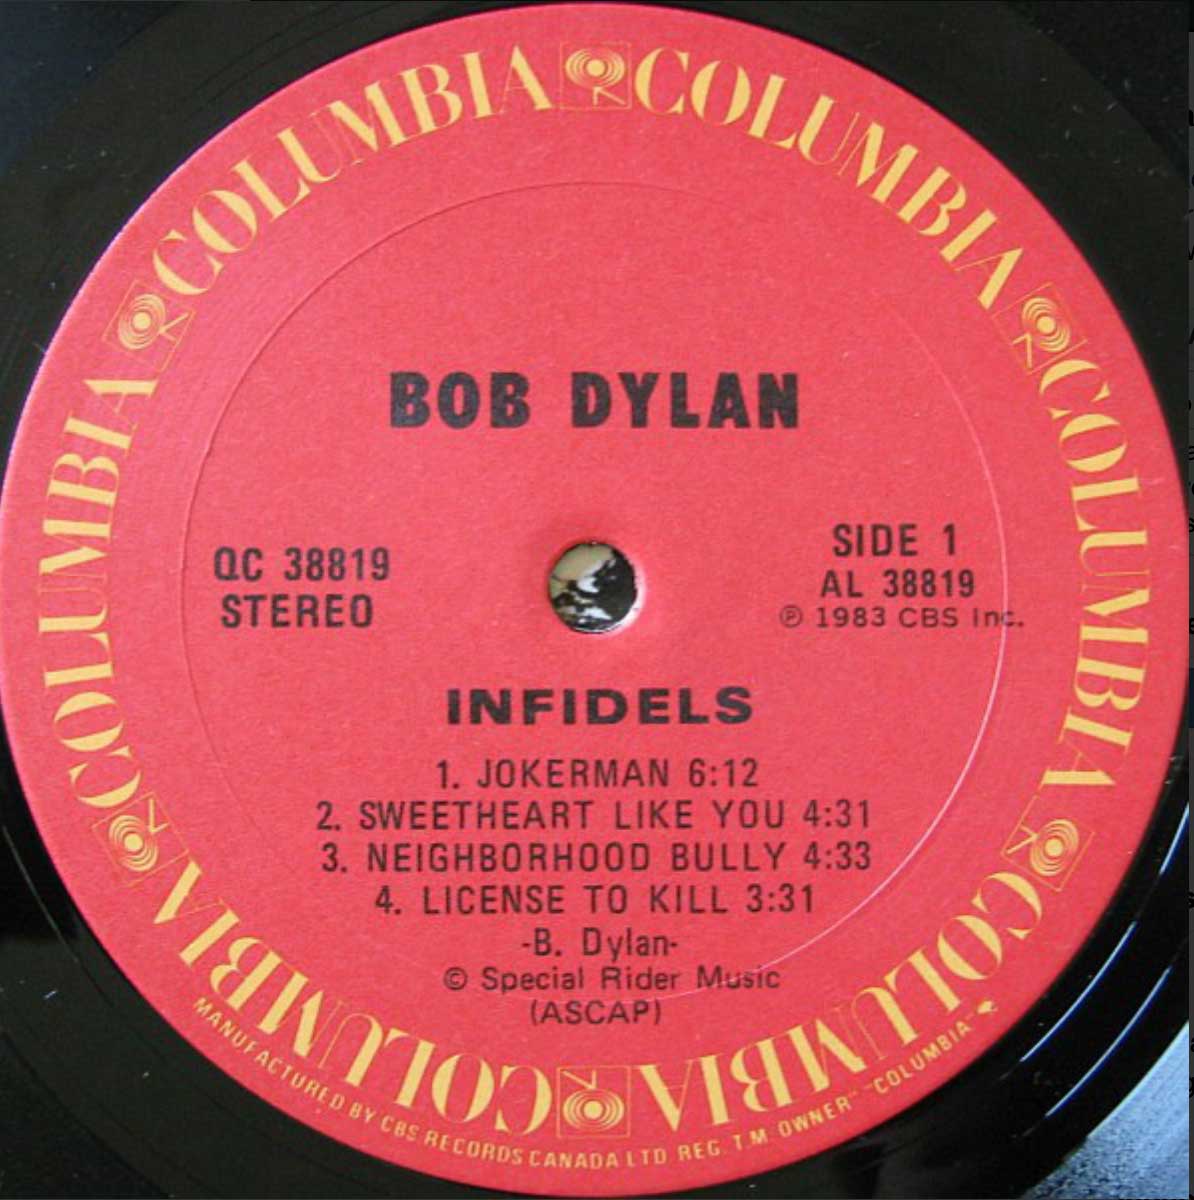 COLUMBIA COLUMBIA COLUMBIA COLUMBIA COLUMBIA COLUMBIA
BOB DYLAN
QC 38819
STEREO
SIDE 1
AL 38819
℗ 1983 CBS Inc.
INFIDELS
1. JOKERMAN 6:12
2. SWEETHEART LIKE YOU 4:31
3. NEIGHBORHOOD BULLY 4:33
4. LICENSE TO KILL 3:31
-B. Dylan-
© Special Rider Music
(ASCAP)
MANUFACTURED BY CBS RECORDS CANADA LTD REG. T.M. OWNER" "COLUMBIA"